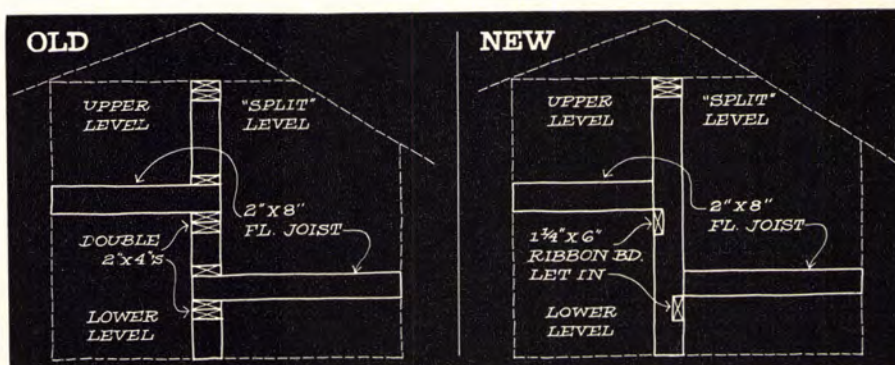 OLD
UPPER
LEVEL
"SPLIT"
LEVEL
2"X8"
FL. JOIST
DOUBLE
2"X4"'S
LOWER
LEVEL
NEW
UPPER
LEVEL
"SPLIT"
LEVEL
2"X8"
FL. JOIST
1¾"X6"
RIBBON BD.
LET IN
LOWER
LEVEL